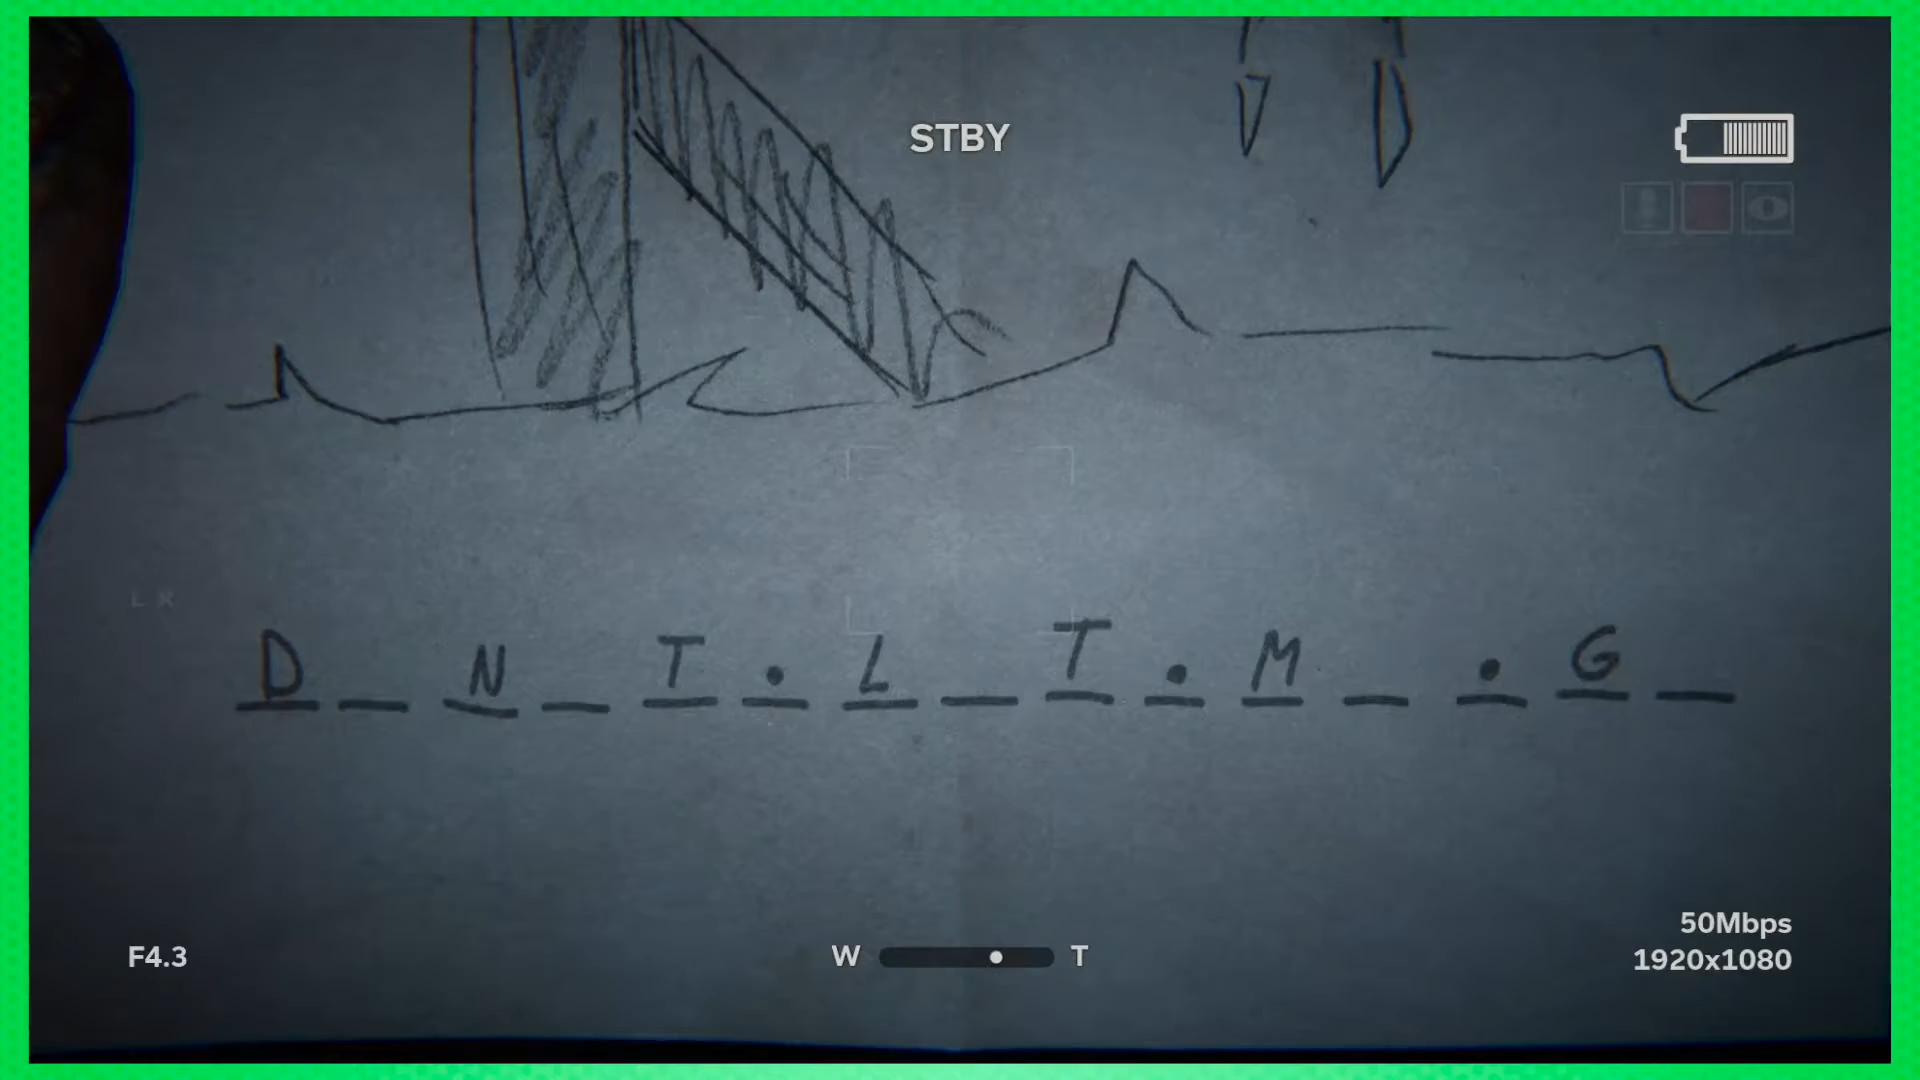 STBY
D _ N _ T • L _ T • M _ • G _
F4.3
W T
50Mbps
1920x1080